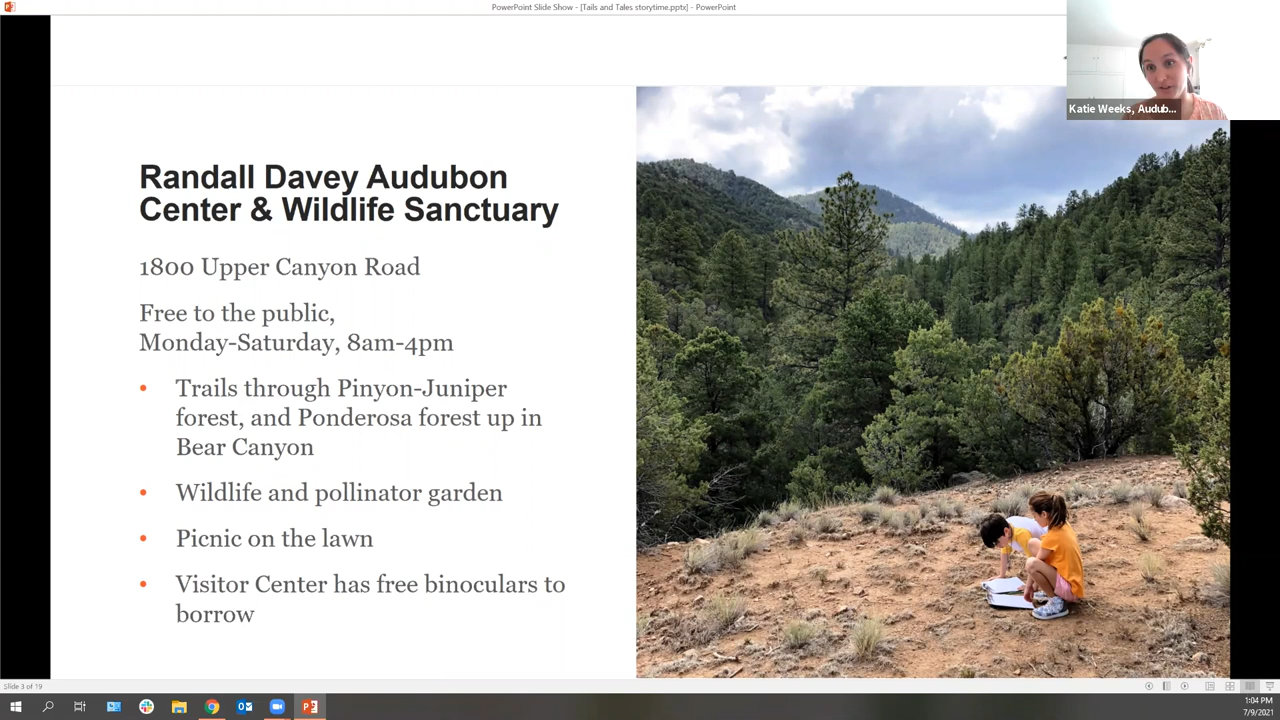 PowerPoint Slide Show - [Tails and Tales storytime.pptx] - PowerPoint
Katie Weeks, Audub...
Randall Davey Audubon
Center & Wildlife Sanctuary
1800 Upper Canyon Road
Free to the public,
Monday-Saturday, 8am-4pm
• Trails through Pinyon-Juniper
forest, and Ponderosa forest up in
Bear Canyon
• Wildlife and pollinator garden
• Picnic on the lawn
• Visitor Center has free binoculars to
borrow
Slide 3 of 19
1:04 PM
7/9/2021